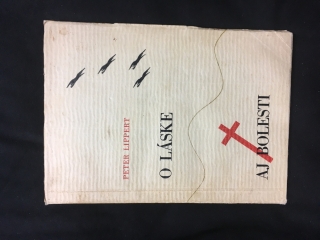 PETER LIPPERT
O LÁSKE
AJ BOLESTI